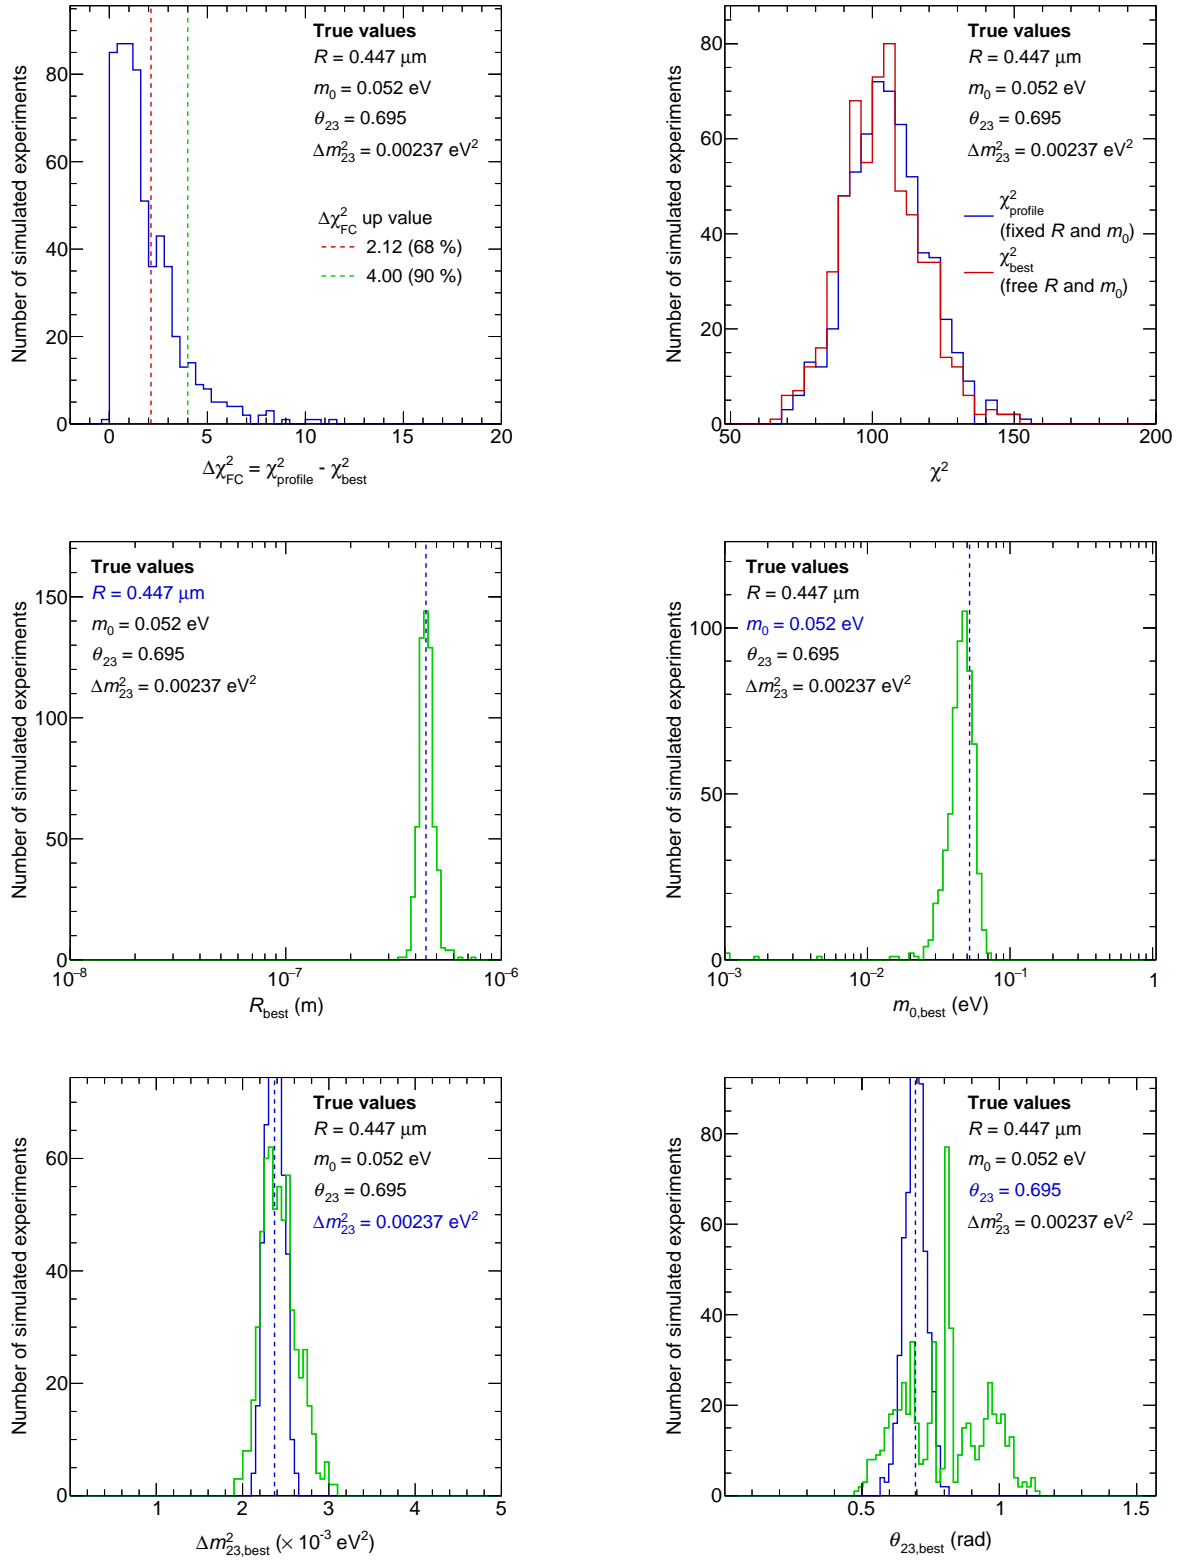 Number of simulated experiments
80
60
40
20
0
0
5
10
15
20
Δχ²_FC = χ²_profile - χ²_best
True values
R = 0.447 μm
m₀ = 0.052 eV
θ₂₃ = 0.695
Δm²₂₃ = 0.00237 eV²
Δχ²_FC up value
2.12 (68 %)
4.00 (90 %)
Number of simulated experiments
80
60
40
20
0
50
100
150
200
χ²
True values
R = 0.447 μm
m₀ = 0.052 eV
θ₂₃ = 0.695
Δm²₂₃ = 0.00237 eV²
χ²_profile
(fixed R and m₀)
χ²_best
(free R and m₀)
Number of simulated experiments
150
100
50
0
10⁻⁸
10⁻⁷
10⁻⁶
R_best (m)
True values
R = 0.447 μm
m₀ = 0.052 eV
θ₂₃ = 0.695
Δm²₂₃ = 0.00237 eV²
Number of simulated experiments
100
50
0
10⁻³
10⁻²
10⁻¹
1
m_0,best (eV)
True values
R = 0.447 μm
m₀ = 0.052 eV
θ₂₃ = 0.695
Δm²₂₃ = 0.00237 eV²
Number of simulated experiments
60
40
20
0
1
2
3
4
5
Δm²_23,best (× 10⁻³ eV²)
True values
R = 0.447 μm
m₀ = 0.052 eV
θ₂₃ = 0.695
Δm²₂₃ = 0.00237 eV²
Number of simulated experiments
80
60
40
20
0
0.5
1
1.5
θ_23,best (rad)
True values
R = 0.447 μm
m₀ = 0.052 eV
θ₂₃ = 0.695
Δm²₂₃ = 0.00237 eV²